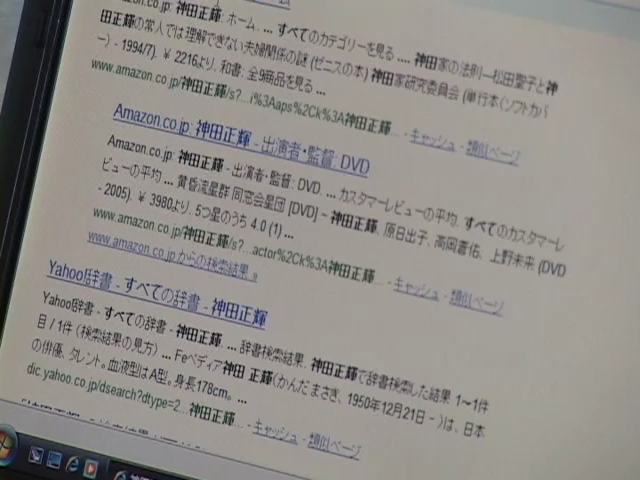 .co.jp: 神田正輝: ホーム. ... すべてのカテゴリーを見る .... 神田家の法則―松田聖子と神
田正輝の常人では理解できない夫婦関係の謎 (ゼニスの本) 神田家研究委員会 (単行本(ソフトカバ
ー) - 1994/7). ￥ 2216より. 和書: 全9商品を見る ...
www.amazon.co.jp/神田正輝/s?...i%3Aaps%2Ck%3A神田正輝... - キャッシュ - 類似ページ
Amazon.co.jp: 神田正輝 - 出演者・監督: DVD
Amazon.co.jp: 神田正輝 - 出演者・監督: DVD. ... カスタマーレビューの平均. すべてのカスタマーレ
ビューの平均 ... 黄昏流星群 同窓会星団 [DVD] ~ 神田正輝, 原日出子, 高岡蒼佑, 上野未来 (DVD
- 2005). ￥ 3980より. 5つ星のうち 4.0 (1) ...
www.amazon.co.jp/神田正輝/s?...actor%2Ck%3A神田正輝... - キャッシュ - 類似ページ
www.amazon.co.jp からの検索結果 »
Yahoo!辞書 - すべての辞書 - 神田正輝
Yahoo!辞書 - すべての辞書 - 神田正輝 ... 辞書検索結果. 神田正輝で辞書検索した結果 1～1件
目 / 1件 (検索結果の見方) ... Feペディア神田 正輝(かんだ まさき、1950年12月21日 - )は、日本
の俳優、タレント。血液型はA型。身長178cm。 ...
dic.yahoo.co.jp/dsearch?dtype=2...神田正輝... - キャッシュ - 類似ページ